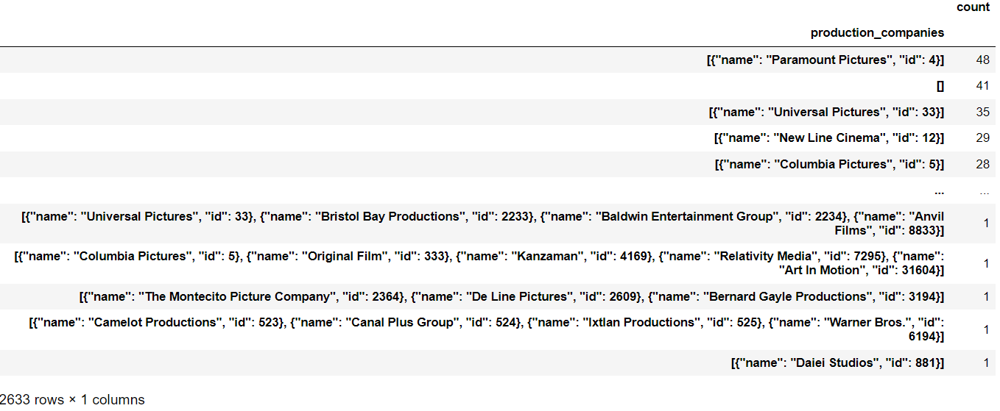 count
production_companies
[{"name": "Paramount Pictures", "id": 4}] 48
[] 41
[{"name": "Universal Pictures", "id": 33}] 35
[{"name": "New Line Cinema", "id": 12}] 29
[{"name": "Columbia Pictures", "id": 5}] 28
... ...
[{"name": "Universal Pictures", "id": 33}, {"name": "Bristol Bay Productions", "id": 2233}, {"name": "Baldwin Entertainment Group", "id": 2234}, {"name": "Anvil
Films", "id": 8833}] 1
[{"name": "Columbia Pictures", "id": 5}, {"name": "Original Film", "id": 333}, {"name": "Kanzaman", "id": 4169}, {"name": "Relativity Media", "id": 7295}, {"name":
"Art In Motion", "id": 31604}] 1
[{"name": "The Montecito Picture Company", "id": 2364}, {"name": "De Line Pictures", "id": 2609}, {"name": "Bernard Gayle Productions", "id": 3194}] 1
[{"name": "Camelot Productions", "id": 523}, {"name": "Canal Plus Group", "id": 524}, {"name": "Ixtlan Productions", "id": 525}, {"name": "Warner Bros.", "id":
6194}] 1
[{"name": "Daiei Studios", "id": 881}] 1
2633 rows × 1 columns